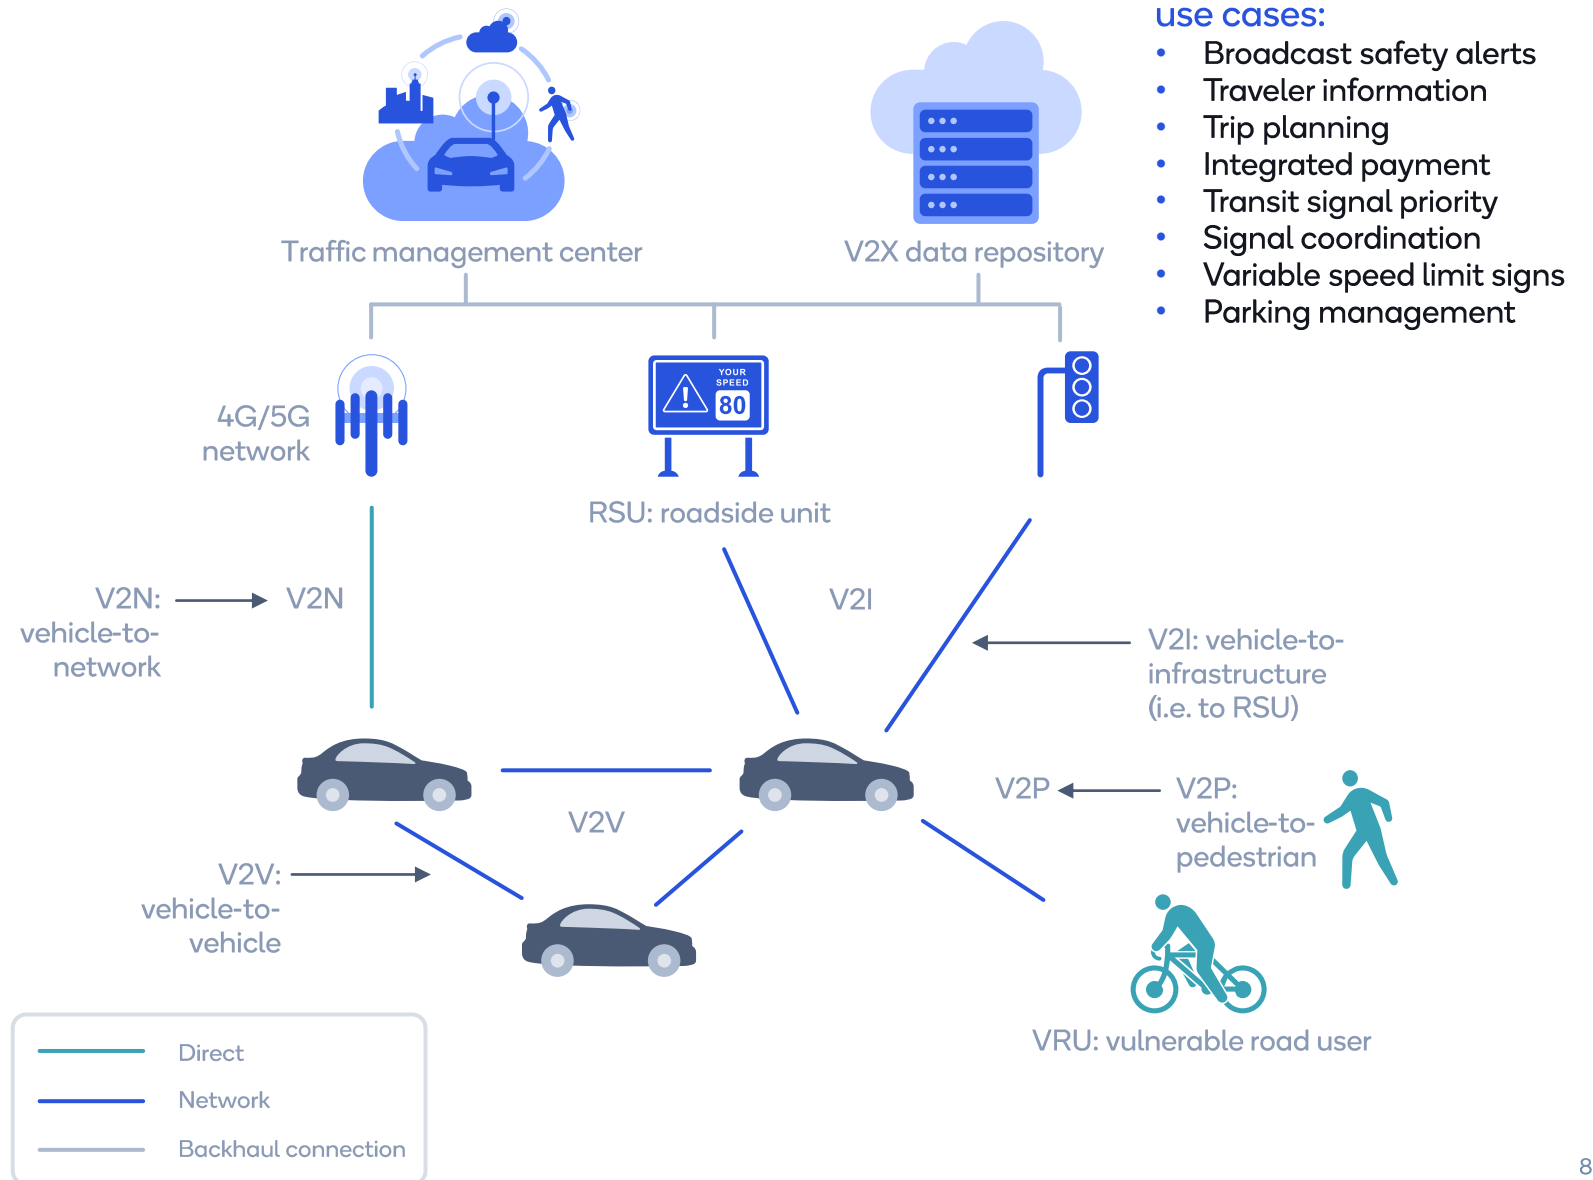 use cases:
• Broadcast safety alerts
• Traveler information
• Trip planning
• Integrated payment
• Transit signal priority
• Signal coordination
• Variable speed limit signs
• Parking management
Traffic management center
V2X data repository
4G/5G
network
YOUR
SPEED
80
RSU: roadside unit
V2N:
vehicle-to-
network
V2N
V2I
V2I: vehicle-to-
infrastructure
(i.e. to RSU)
V2P
V2P:
vehicle-to-
pedestrian
V2V
V2V:
vehicle-to-
vehicle
VRU: vulnerable road user
Direct
Network
Backhaul connection
8